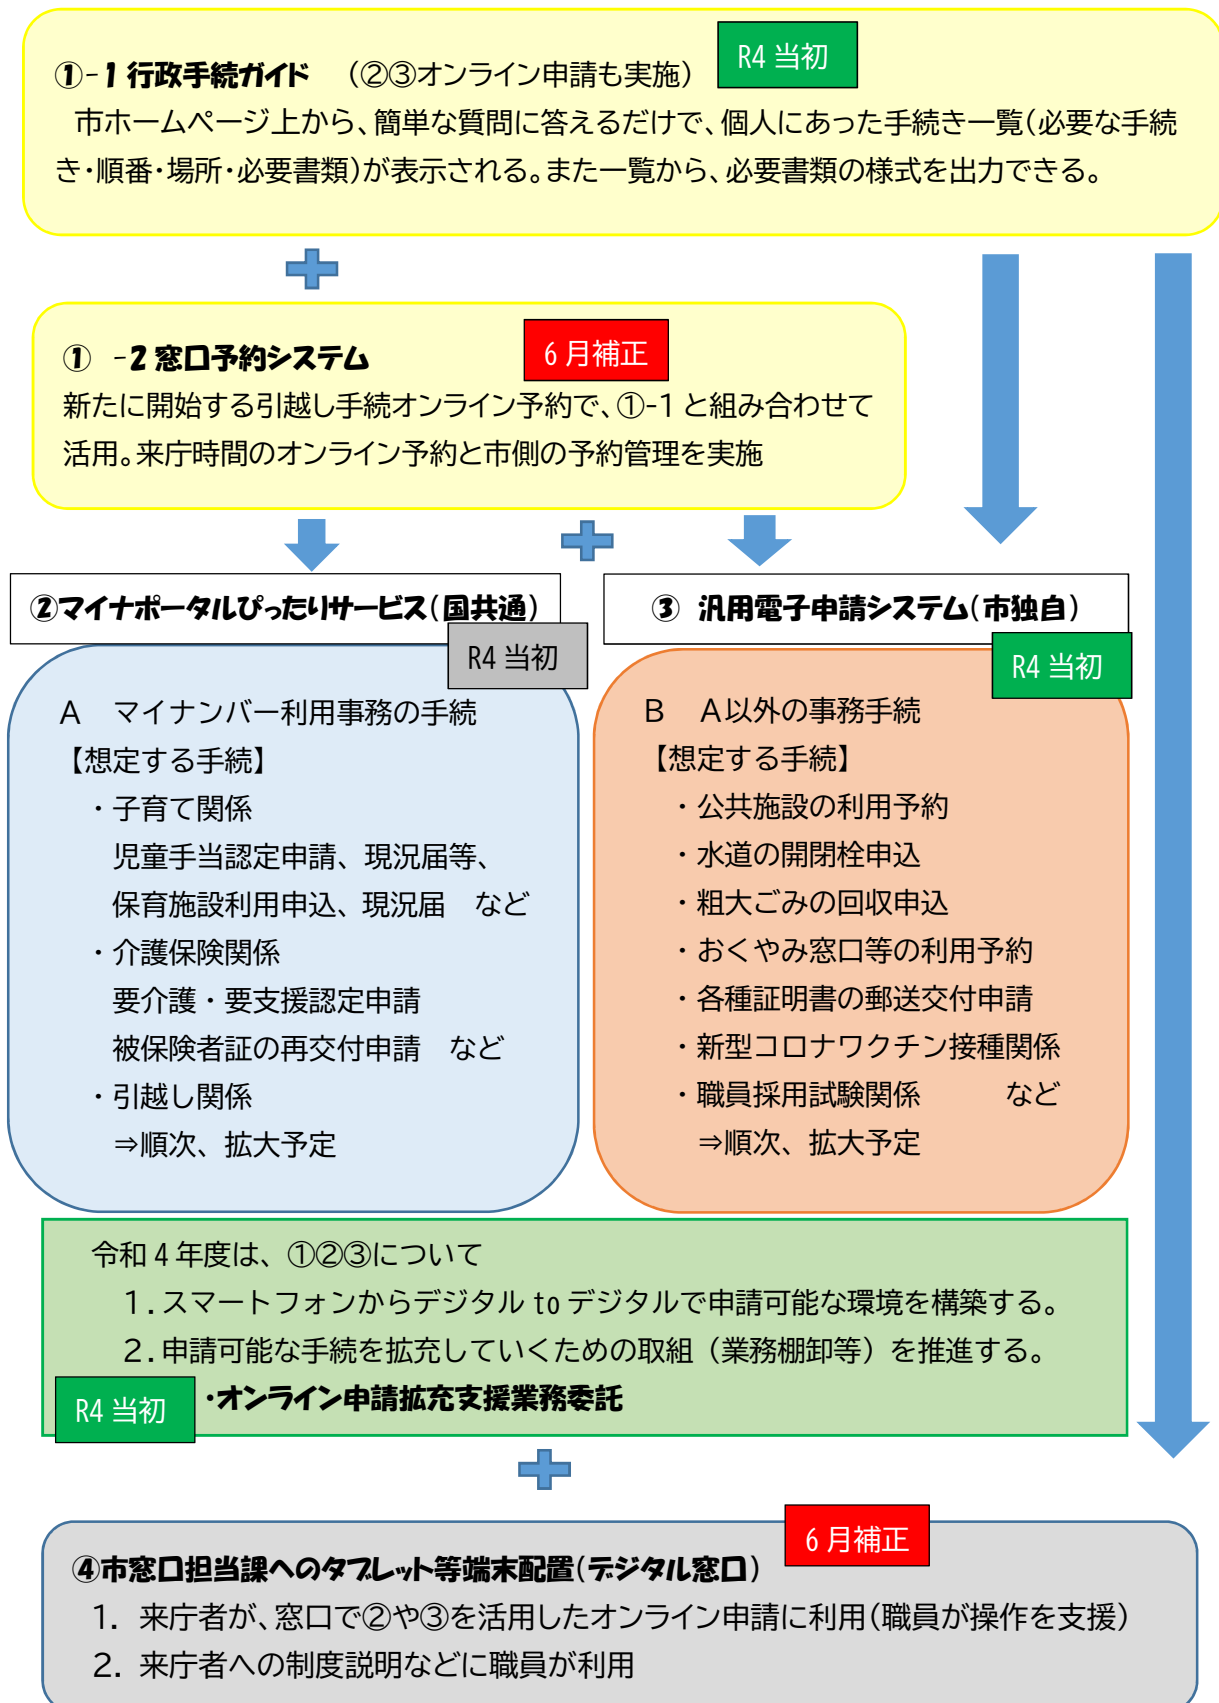 ①-1 行政手続ガイド （②③オンライン申請も実施）
R4 当初
市ホームページ上から、簡単な質問に答えるだけで、個人にあった手続き一覧（必要な手続
き・順番・場所・必要書類）が表示される。また一覧から、必要書類の様式を出力できる。
① -2 窓口予約システム
6 月補正
新たに開始する引越し手続オンライン予約で、①-1 と組み合わせて
活用。来庁時間のオンライン予約と市側の予約管理を実施
②マイナポータルぴったりサービス（国共通）
R4 当初
A マイナンバー利用事務の手続
【想定する手続】
・子育て関係
児童手当認定申請、現況届等、
保育施設利用申込、現況届 など
・介護保険関係
要介護・要支援認定申請
被保険者証の再交付申請 など
・引越し関係
⇒順次、拡大予定
③ 汎用電子申請システム（市独自）
R4 当初
B A以外の事務手続
【想定する手続】
・公共施設の利用予約
・水道の開閉栓申込
・粗大ごみの回収申込
・おくやみ窓口等の利用予約
・各種証明書の郵送交付申請
・新型コロナワクチン接種関係
・職員採用試験関係 など
⇒順次、拡大予定
令和 4 年度は、①②③について
１．スマートフォンからデジタル to デジタルで申請可能な環境を構築する。
２．申請可能な手続を拡充していくための取組（業務棚卸等）を推進する。
R4 当初
・オンライン申請拡充支援業務委託
6 月補正
④市窓口担当課へのタブレット等端末配置（デジタル窓口）
1. 来庁者が、窓口で②や③を活用したオンライン申請に利用（職員が操作を支援）
2. 来庁者への制度説明などに職員が利用